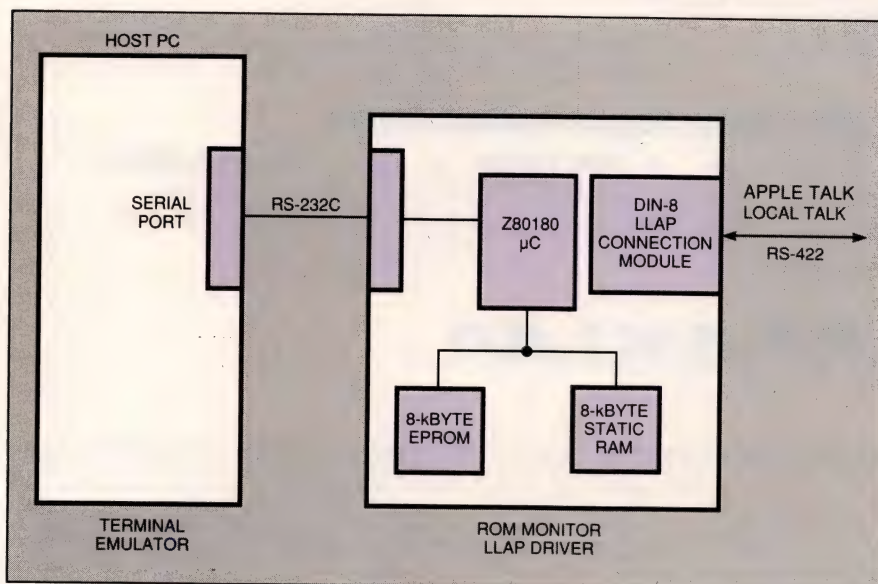 HOST PC
SERIAL
PORT
RS-232C
Z80180
µC
DIN-8
LLAP
CONNECTION
MODULE
APPLE TALK
LOCAL TALK
RS-422
8-kBYTE
EPROM
8-kBYTE
STATIC
RAM
TERMINAL
EMULATOR
ROM MONITOR
LLAP DRIVER